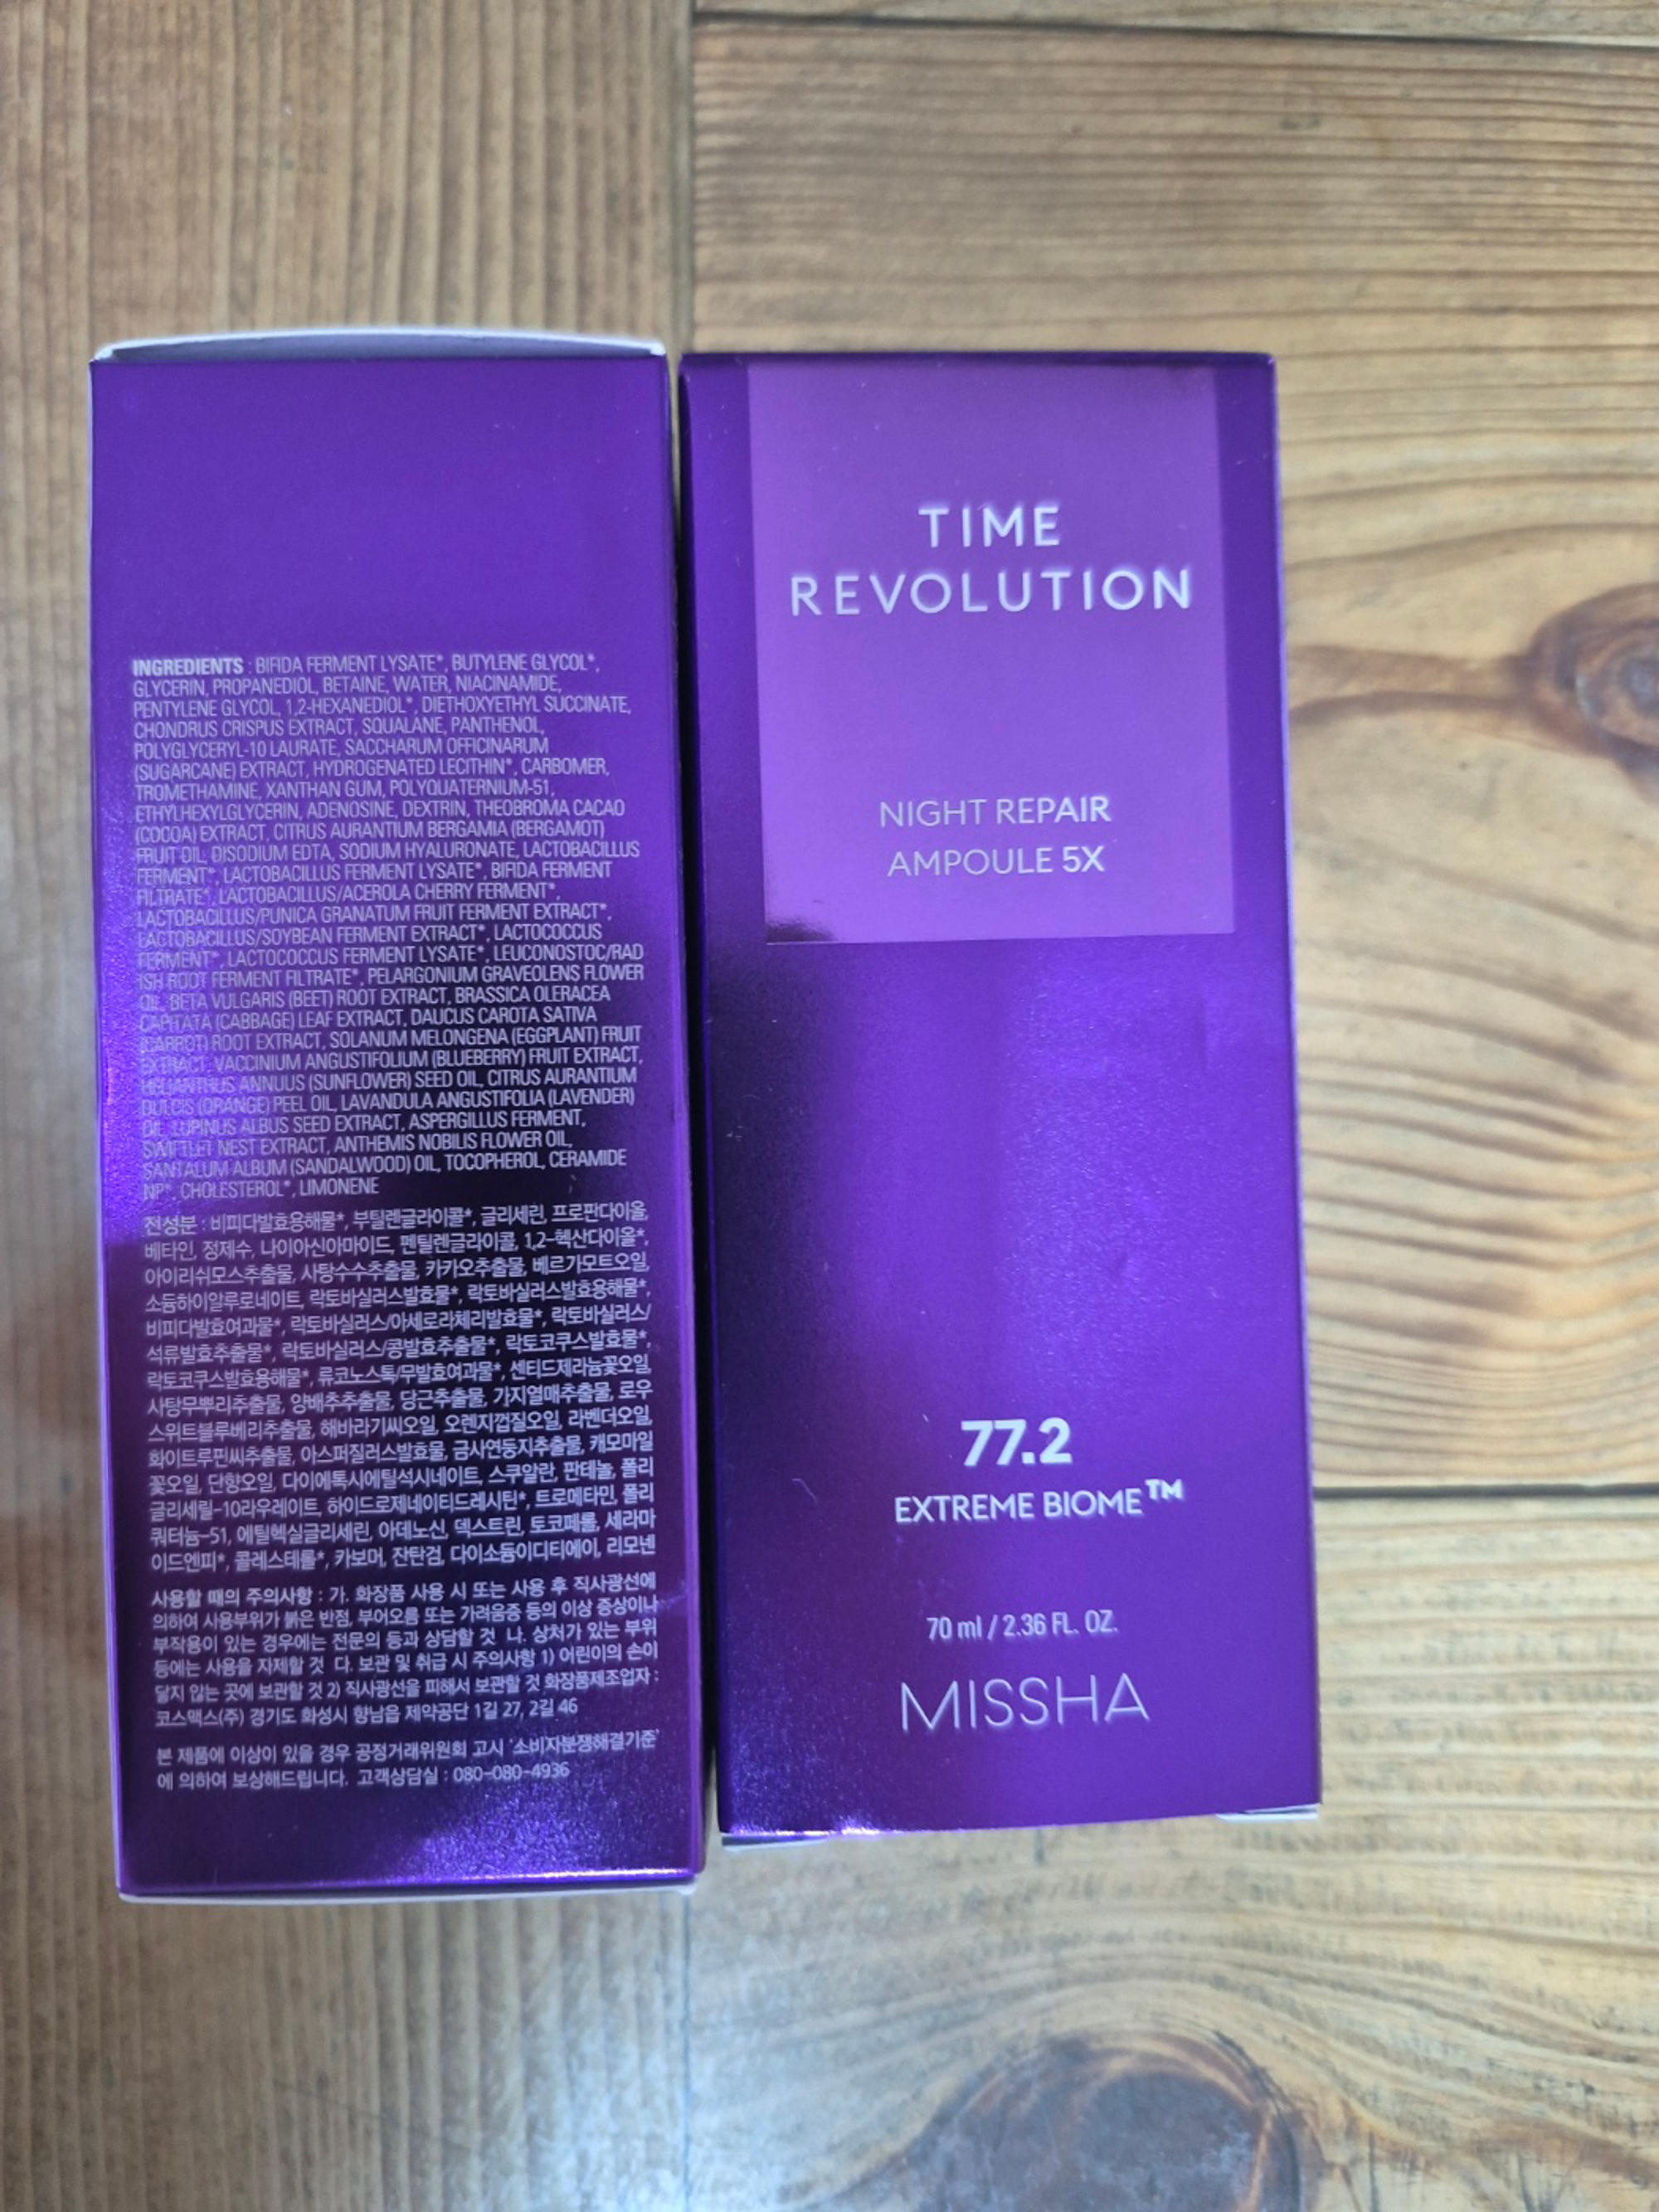 INGREDIENTS : BIFIDA FERMENT LYSATE*, BUTYLENE GLYCOL*,
GLYCERIN, PROPANEDIOL, BETAINE, WATER, NIACINAMIDE,
PENTYLENE GLYCOL, 1,2-HEXANEDIOL*, DIETHOXYETHYL SUCCINATE,
CHONDRUS CRISPUS EXTRACT, SQUALANE, PANTHENOL,
POLYGLYCERYL-10 LAURATE, SACCHARUM OFFICINARUM
(SUGARCANE) EXTRACT, HYDROGENATED LECITHIN*, CARBOMER,
TROMETHAMINE, XANTHAN GUM, POLYQUATERNIUM-51,
ETHYLHEXYLGLYCERIN, ADENOSINE, DEXTRIN, THEOBROMA CACAO
(COCOA) EXTRACT, CITRUS AURANTIUM BERGAMIA (BERGAMOT)
FRUIT OIL, DISODIUM EDTA, SODIUM HYALURONATE, LACTOBACILLUS
FERMENT*, LACTOBACILLUS FERMENT LYSATE*, BIFIDA FERMENT
FILTRATE*, LACTOBACILLUS/ACEROLA CHERRY FERMENT*,
LACTOBACILLUS/PUNICA GRANATUM FRUIT FERMENT EXTRACT*,
LACTOBACILLUS/SOYBEAN FERMENT EXTRACT*, LACTOCOCCUS
FERMENT*, LACTOCOCCUS FERMENT LYSATE*, LEUCONOSTOC/RAD
ISH ROOT FERMENT FILTRATE*, PELARGONIUM GRAVEOLENS FLOWER
OIL, BETA VULGARIS (BEET) ROOT EXTRACT, BRASSICA OLERACEA
CAPITATA (CABBAGE) LEAF EXTRACT, DAUCUS CAROTA SATIVA
(CARROT) ROOT EXTRACT, SOLANUM MELONGENA (EGGPLANT) FRUIT
EXTRACT, VACCINIUM ANGUSTIFOLIUM (BLUEBERRY) FRUIT EXTRACT,
HELIANTHUS ANNUUS (SUNFLOWER) SEED OIL, CITRUS AURANTIUM
DULCIS (ORANGE) PEEL OIL, LAVANDULA ANGUSTIFOLIA (LAVENDER)
OIL, LUPINUS ALBUS SEED EXTRACT, ASPERGILLUS FERMENT,
SWIFTLET NEST EXTRACT, ANTHEMIS NOBILIS FLOWER OIL,
SANTALUM ALBUM (SANDALWOOD) OIL, TOCOPHEROL, CERAMIDE
NP*, CHOLESTEROL*, LIMONENE
전성분 : 비피다발효용해물*, 부틸렌글라이콜*, 글리세린, 프로판다이올,
베타인, 정제수, 나이아신아마이드, 펜틸렌글라이콜, 1,2-헥산다이올*,
아이리쉬모스추출물, 사탕수수추출물, 카카오추출물, 베르가모트오일,
소듐하이알루로네이트, 락토바실러스발효물*, 락토바실러스발효용해물*,
비피다발효여과물*, 락토바실러스/아세로라체리발효물*, 락토바실러스/
석류발효추출물*, 락토바실러스/콩발효추출물*, 락토코쿠스발효물*,
락토코쿠스발효용해물*, 류코노스톡/무발효여과물*, 센티드제라늄꽃오일,
사탕무뿌리추출물, 양배추추출물, 당근추출물, 가지열매추출물, 로우
스위트블루베리추출물, 해바라기씨오일, 오렌지껍질오일, 라벤더오일,
화이트루핀씨추출물, 아스퍼질러스발효물, 금사연둥지추출물, 캐모마일
꽃오일, 단향오일, 다이에톡시에틸석시네이트, 스쿠알란, 판테놀, 폴리
글리세릴-10라우레이트, 하이드로제네이티드레시틴*, 트로메타민, 폴리
쿼터늄-51, 에틸헥실글리세린, 아데노신, 덱스트린, 토코페롤, 세라마
이드엔피*, 콜레스테롤*, 카보머, 잔탄검, 다이소듐이디티에이, 리모넨
사용할 때의 주의사항 : 가. 화장품 사용 시 또는 사용 후 직사광선에
의하여 사용부위가 붉은 반점, 부어오름 또는 가려움증 등의 이상 증상이나
부작용이 있는 경우에는 전문의 등과 상담할 것 나. 상처가 있는 부위
등에는 사용을 자제할 것 다. 보관 및 취급 시 주의사항 1) 어린이의 손이
닿지 않는 곳에 보관할 것 2) 직사광선을 피해서 보관할 것 화장품제조업자 :
코스맥스(주) 경기도 화성시 향남읍 제약공단 1길 27, 2길 46
본 제품에 이상이 있을 경우 공정거래위원회 고시 '소비자분쟁해결기준'
에 의하여 보상해드립니다. 고객상담실 : 080-080-4936
TIME
REVOLUTION
NIGHT REPAIR
AMPOULE 5X
77.2
EXTREME BIOME™
70 ml / 2.36 FL. OZ.
MISSHA